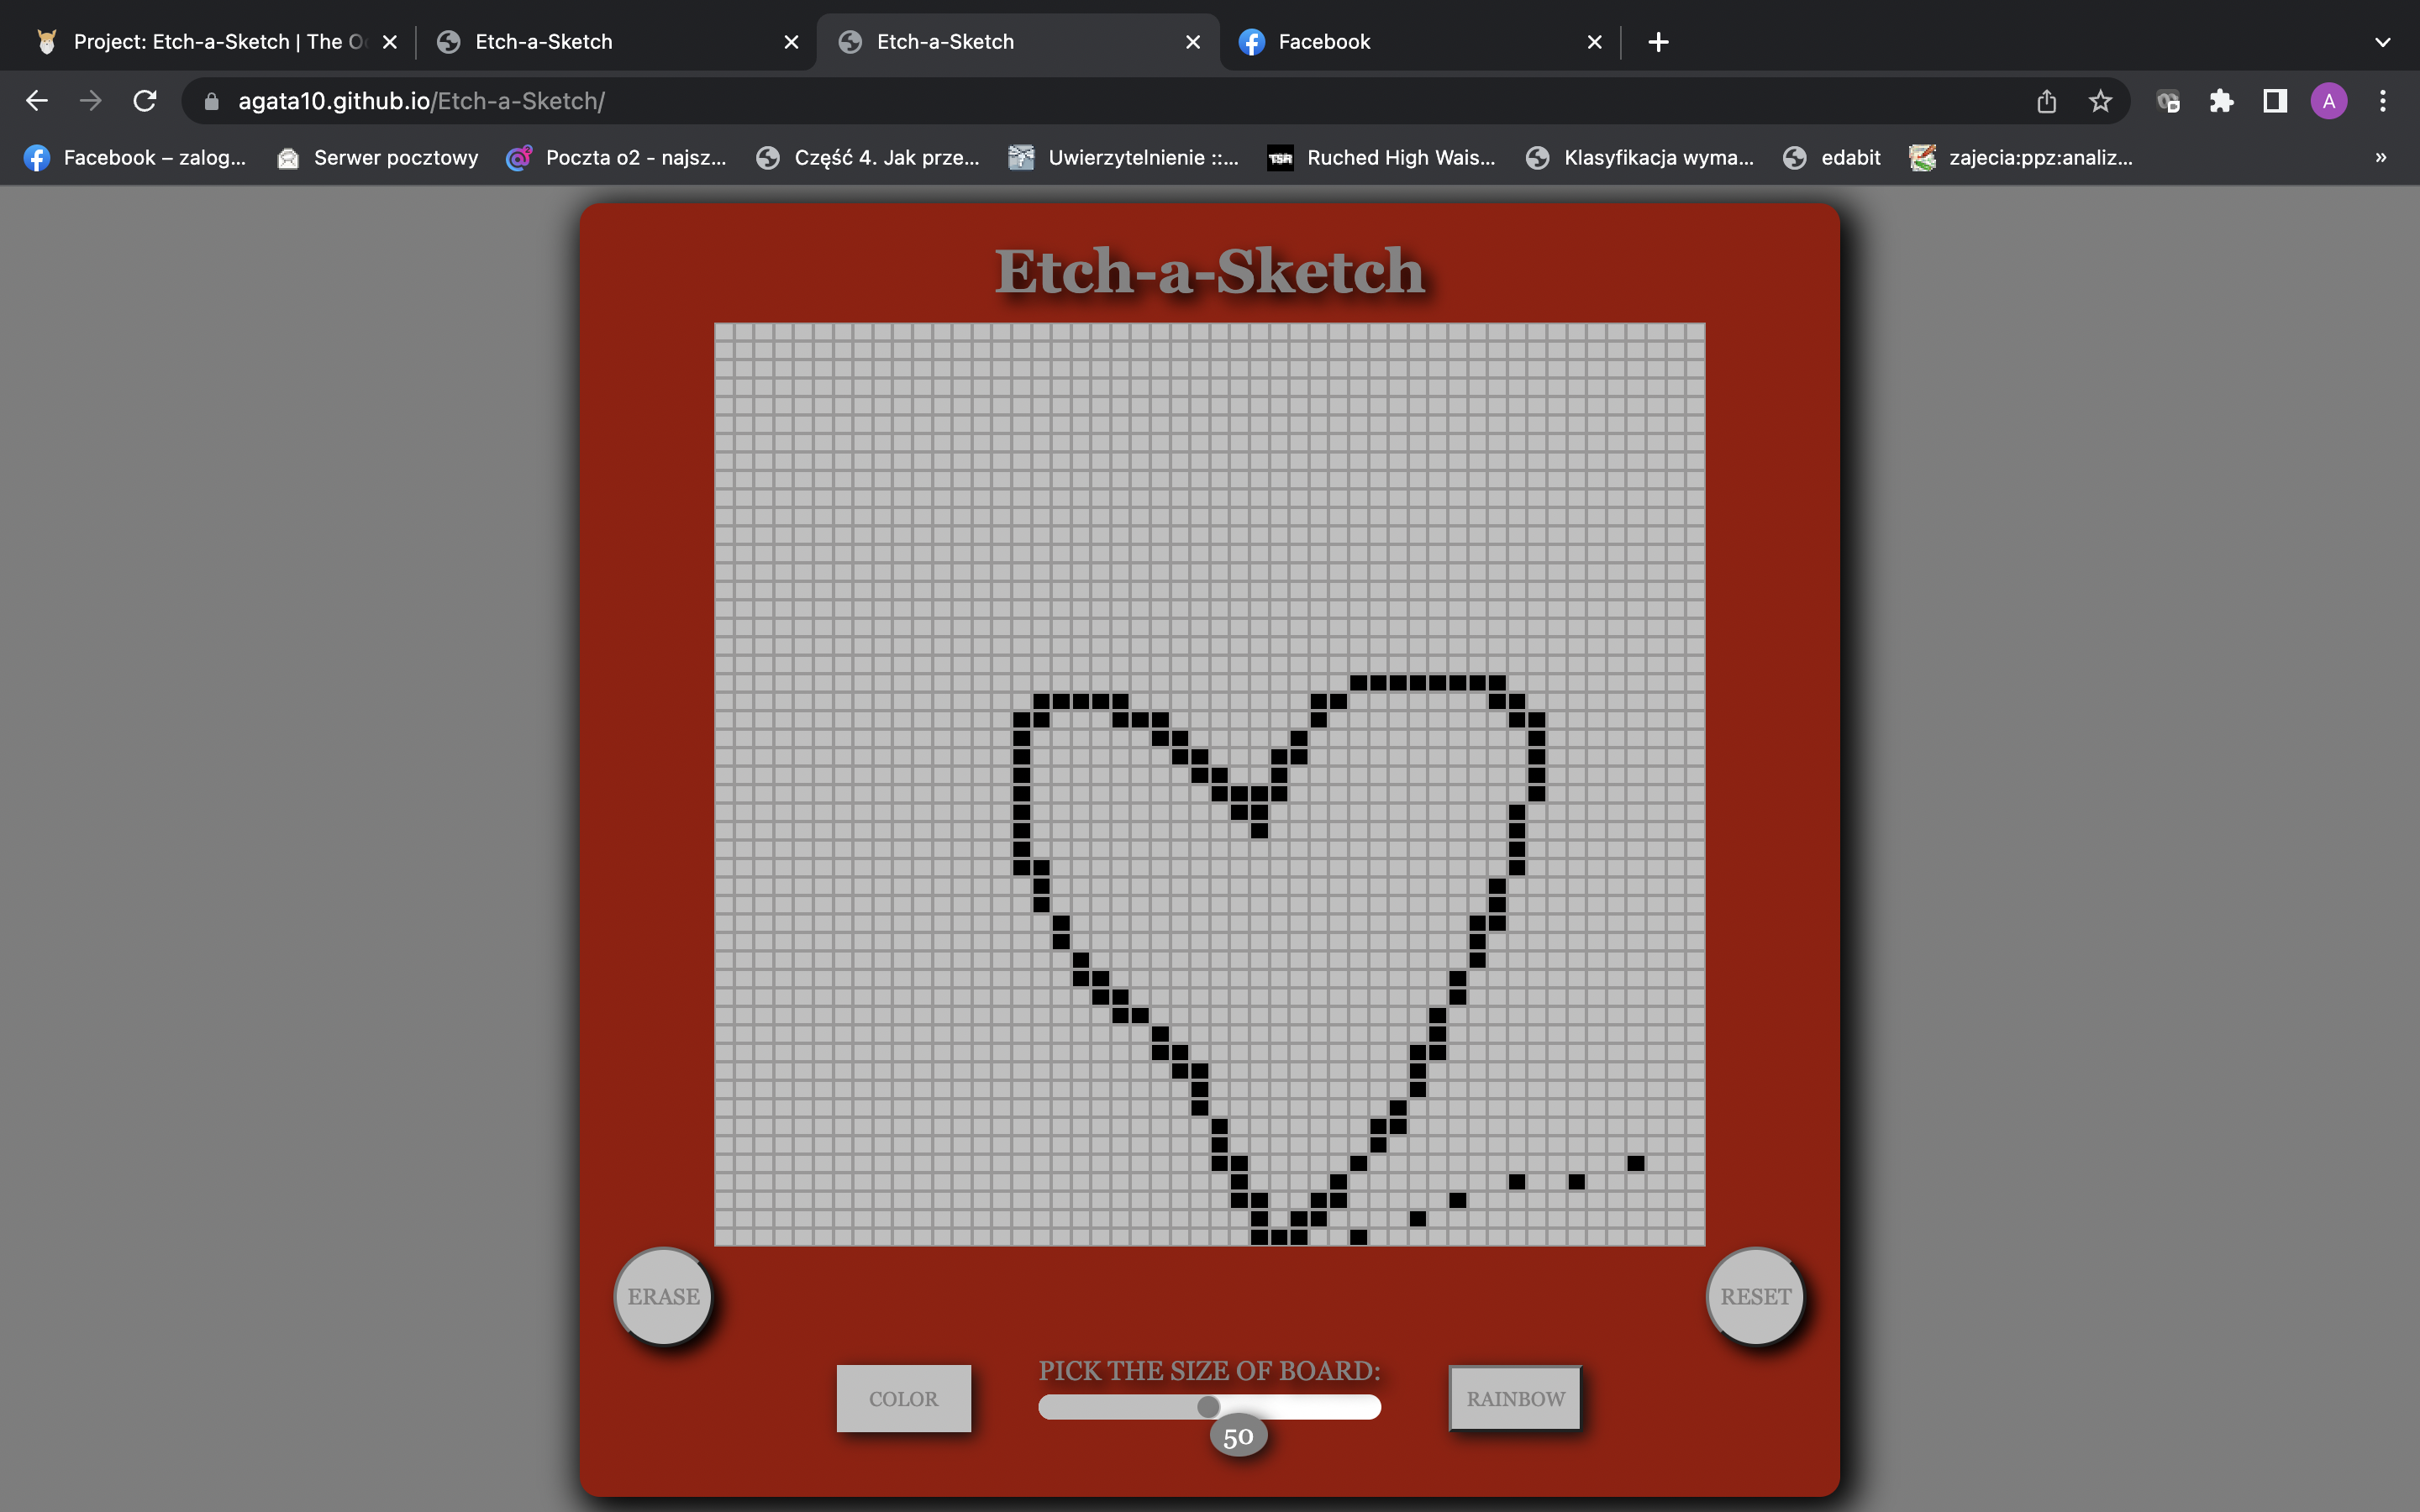 Project: Etch-a-Sketch | The O
Etch-a-Sketch
Etch-a-Sketch
Facebook
agata10.github.io/Etch-a-Sketch/
A
Facebook – zalog...
Serwer pocztowy
Poczta o2 - najsz...
Część 4. Jak prze...
Uwierzytelnienie ::...
TSR
Ruched High Wais...
Klasyfikacja wyma...
edabit
zajecia:ppz:analiz...
»
Etch-a-Sketch
ERASE
RESET
PICK THE SIZE OF BOARD:
COLOR
RAINBOW
50